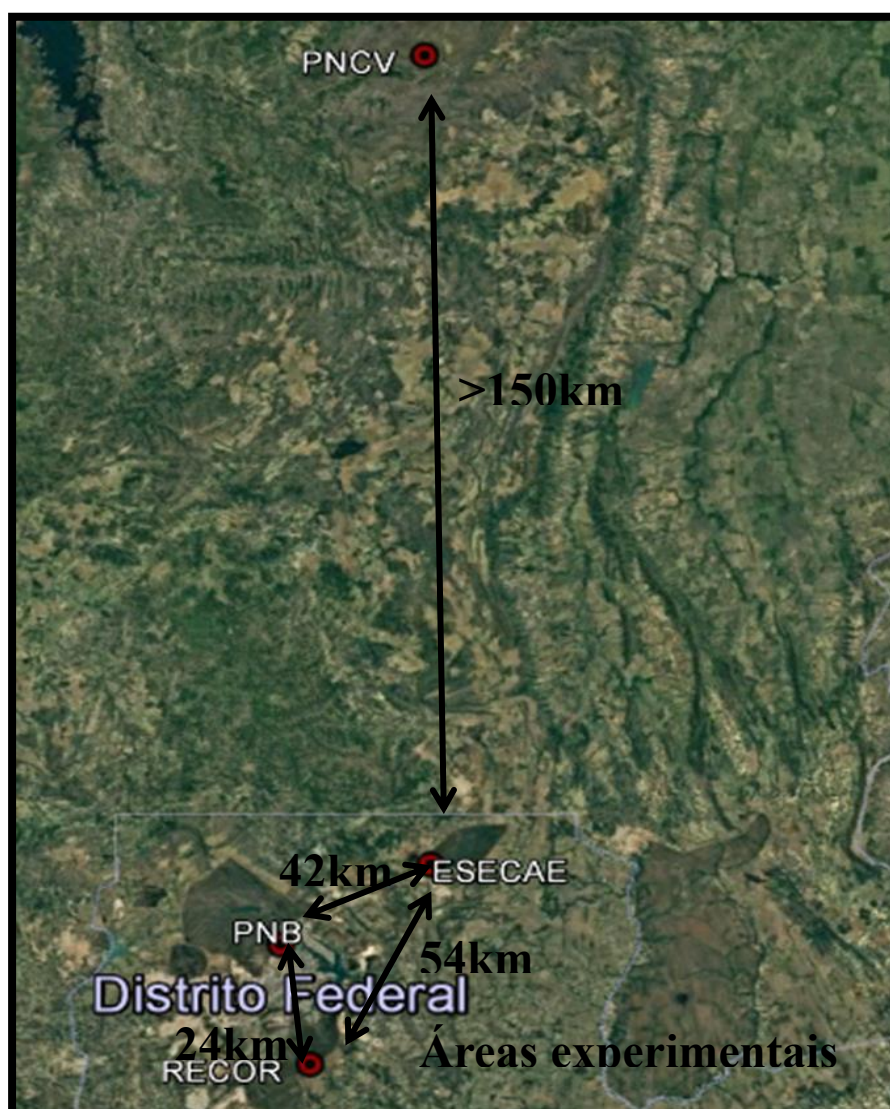 PNCV
>150km
42km
ESECAE
PNB
54km
Distrito Federal
24km
Áreas experimentais
RECOR